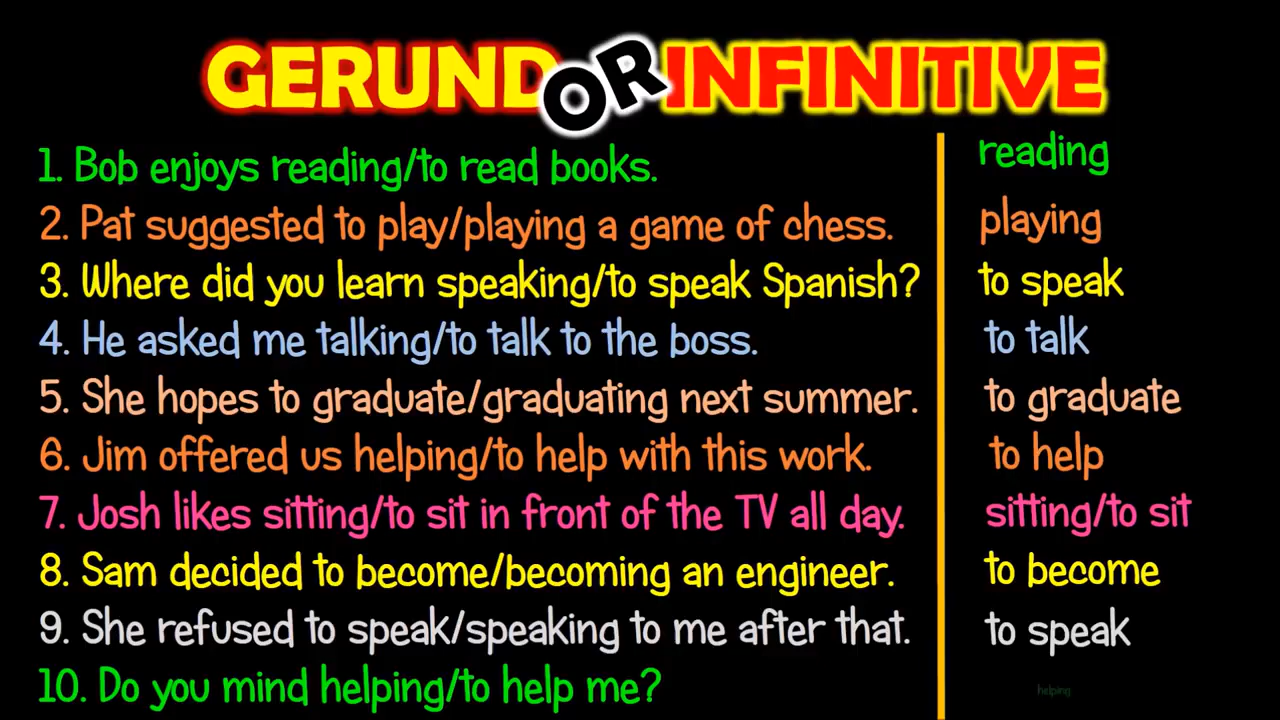 GERUND OR INFINITIVE
1. Bob enjoys reading/to read books. reading
2. Pat suggested to play/playing a game of chess. playing
3. Where did you learn speaking/to speak Spanish? to speak
4. He asked me talking/to talk to the boss. to talk
5. She hopes to graduate/graduating next summer. to graduate
6. Jim offered us helping/to help with this work. to help
7. Josh likes sitting/to sit in front of the TV all day. sitting/to sit
8. Sam decided to become/becoming an engineer. to become
9. She refused to speak/speaking to me after that. to speak
10. Do you mind helping/to help me? helping